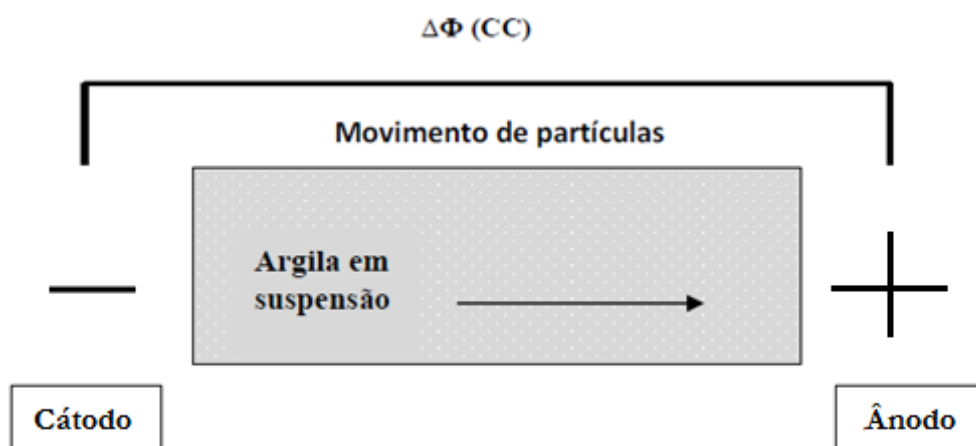 ΔΦ (CC)
Movimento de partículas
Argila em
suspensão
Cátodo
Ânodo